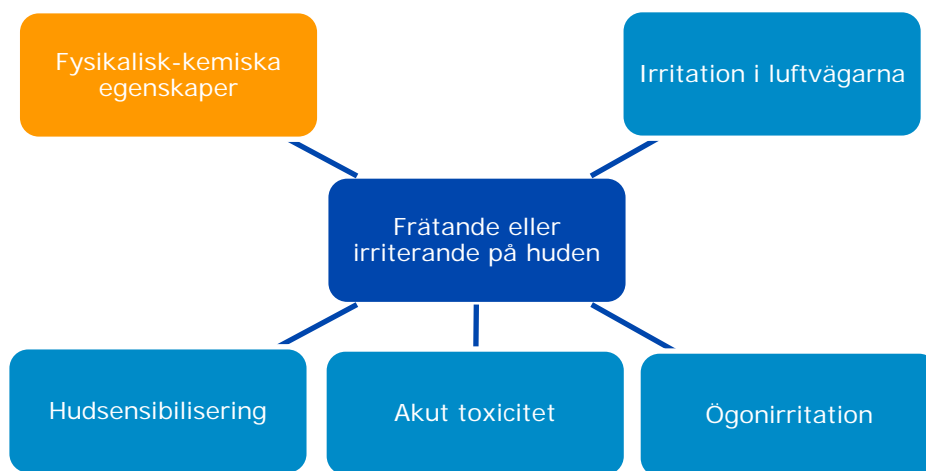 Fysikalisk-kemiska
egenskaper
Irritation i luftvägarna
Frätande eller
irriterande på huden
Hudsensibilisering
Akut toxicitet
Ögonirritation